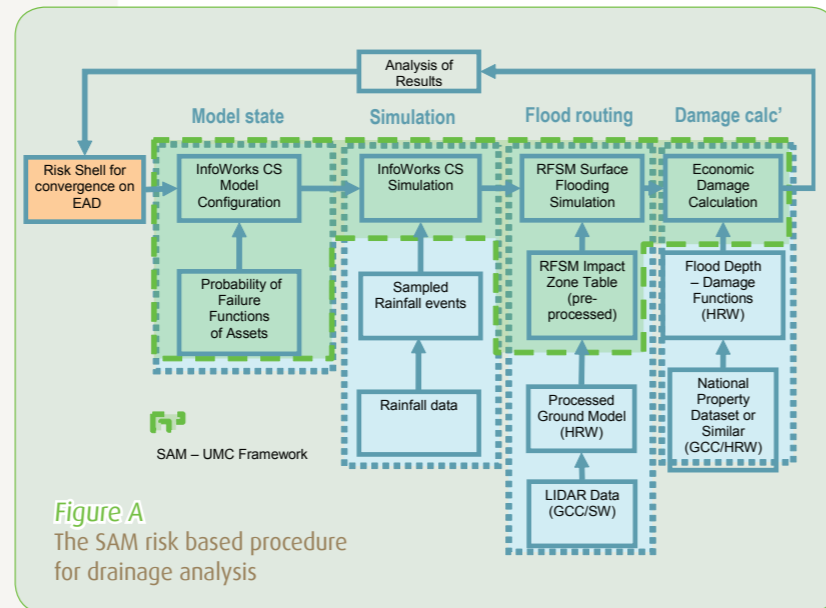 Analysis of
Results
Model state
Simulation
Flood routing
Damage calc’
Risk Shell for
convergence on
EAD
InfoWorks CS
Model
Configuration
InfoWorks CS
Simulation
RFSM Surface
Flooding
Simulation
Economic
Damage
Calculation
Probability of
Failure
Functions
of Assets
Sampled
Rainfall events
RFSM Impact
Zone Table
(pre-
processed)
Flood Depth
– Damage
Functions
(HRW)
Rainfall data
Processed
Ground Model
(HRW)
National
Property
Dataset or
Similar
(GCC/HRW)
LIDAR Data
(GCC/SW)
SAM – UMC Framework
Figure A
The SAM risk based procedure
for drainage analysis